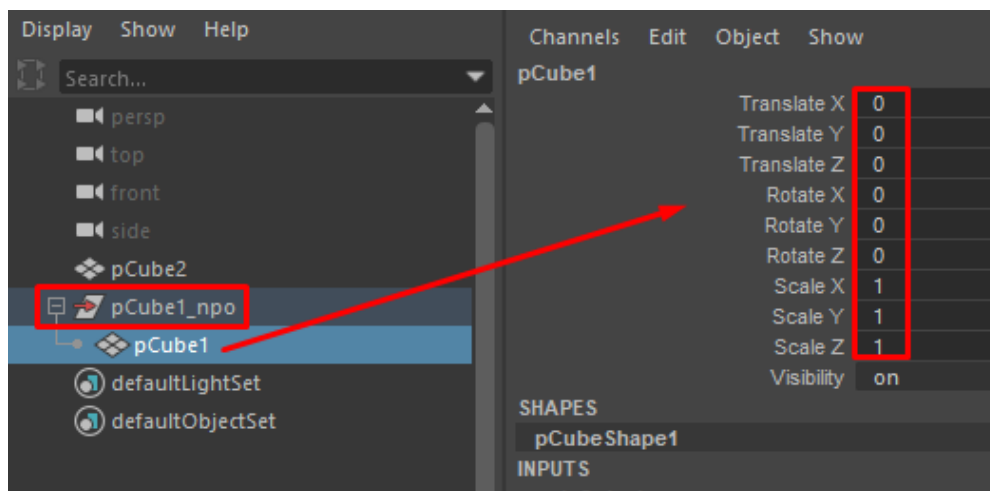 Display Show Help
Search...
persp
top
front
side
pCube2
pCube1_npo
pCube1
defaultLightSet
defaultObjectSet
Channels Edit Object Show
pCube1
Translate X 0
Translate Y 0
Translate Z 0
Rotate X 0
Rotate Y 0
Rotate Z 0
Scale X 1
Scale Y 1
Scale Z 1
Visibility on
SHAPES
pCubeShape1
INPUTS